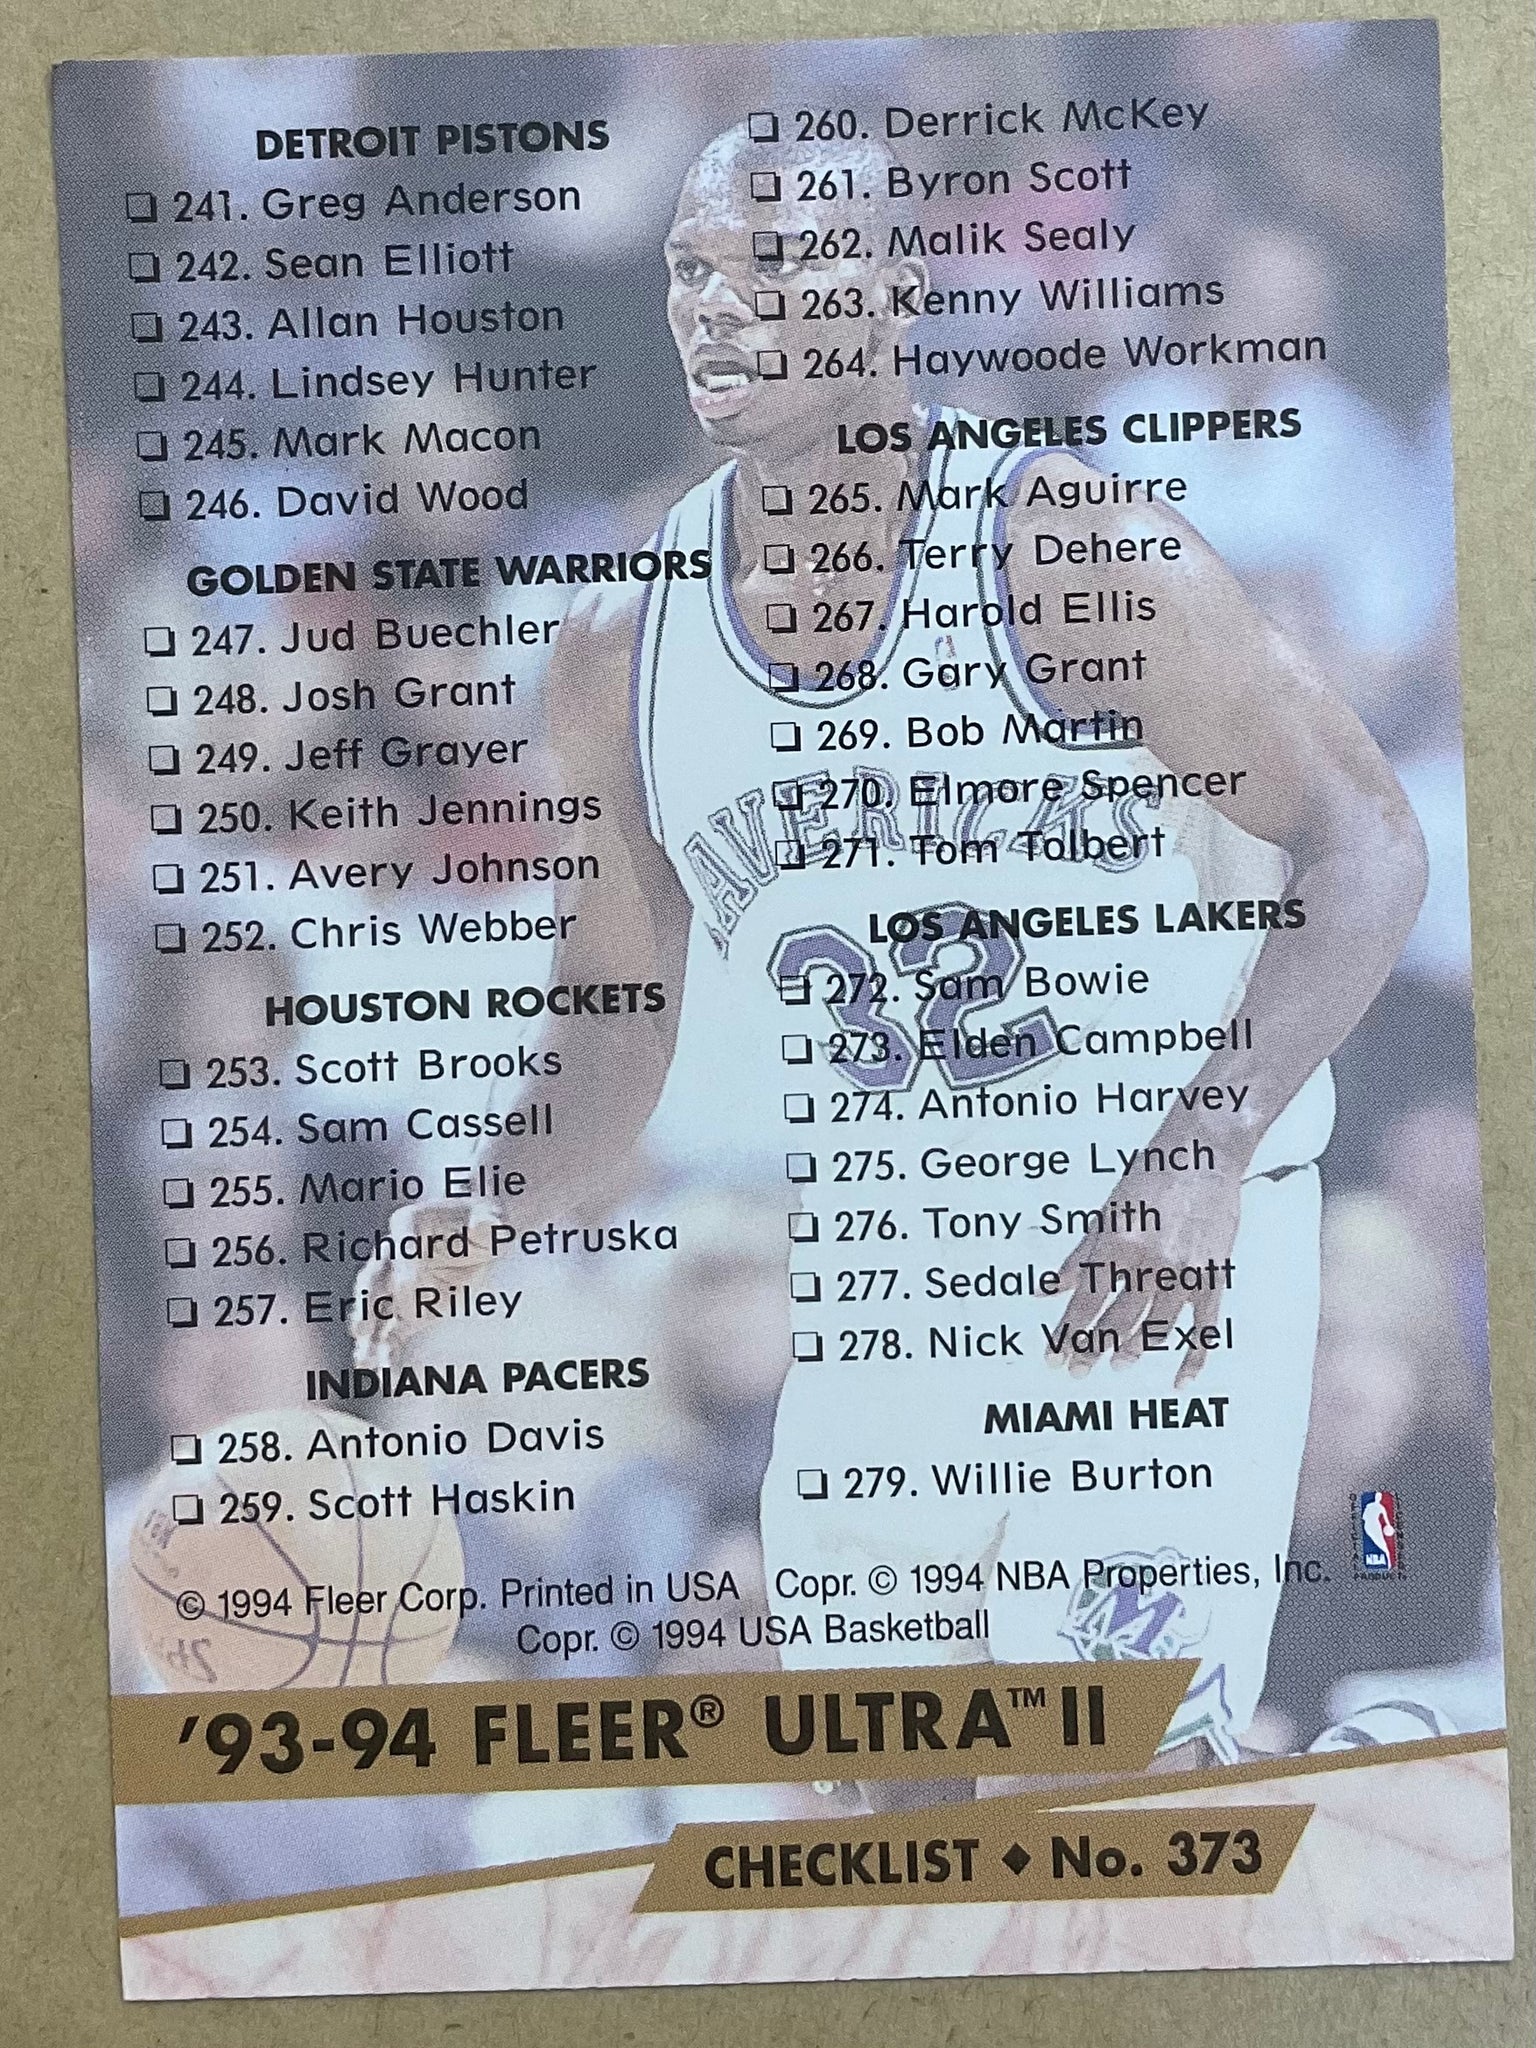 DETROIT PISTONS
❏ 241. Greg Anderson
❏ 242. Sean Elliott
❏ 243. Allan Houston
❏ 244. Lindsey Hunter
❏ 245. Mark Macon
❏ 246. David Wood
GOLDEN STATE WARRIORS
❏ 247. Jud Buechler
❏ 248. Josh Grant
❏ 249. Jeff Grayer
❏ 250. Keith Jennings
❏ 251. Avery Johnson
❏ 252. Chris Webber
HOUSTON ROCKETS
❏ 253. Scott Brooks
❏ 254. Sam Cassell
❏ 255. Mario Elie
❏ 256. Richard Petruska
❏ 257. Eric Riley
INDIANA PACERS
❏ 258. Antonio Davis
❏ 259. Scott Haskin
❏ 260. Derrick McKey
❏ 261. Byron Scott
❏ 262. Malik Sealy
❏ 263. Kenny Williams
❏ 264. Haywoode Workman
LOS ANGELES CLIPPERS
❏ 265. Mark Aguirre
❏ 266. Terry Dehere
❏ 267. Harold Ellis
❏ 268. Gary Grant
❏ 269. Bob Martin
❏ 270. Elmore Spencer
❏ 271. Tom Tolbert
LOS ANGELES LAKERS
❏ 272. Sam Bowie
❏ 273. Elden Campbell
❏ 274. Antonio Harvey
❏ 275. George Lynch
❏ 276. Tony Smith
❏ 277. Sedale Threatt
❏ 278. Nick Van Exel
MIAMI HEAT
❏ 279. Willie Burton
AVERICKS
32
M
NBA
© 1994 Fleer Corp. Printed in USA Copr. © 1994 NBA Properties, Inc.
Copr. © 1994 USA Basketball
'93-94 FLEER® ULTRA™ II
CHECKLIST ◆ No. 373